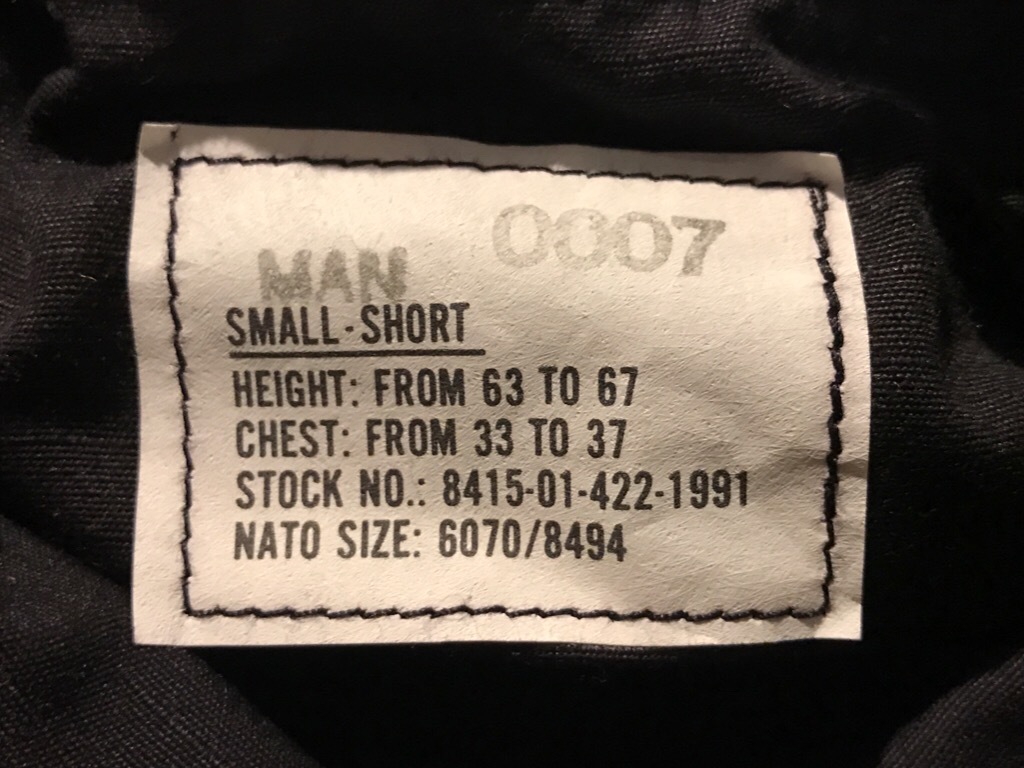 0007
MAN
SMALL-SHORT
HEIGHT: FROM 63 TO 67
CHEST: FROM 33 TO 37
STOCK NO.: 8415-01-422-1991
NATO SIZE: 6070/8494